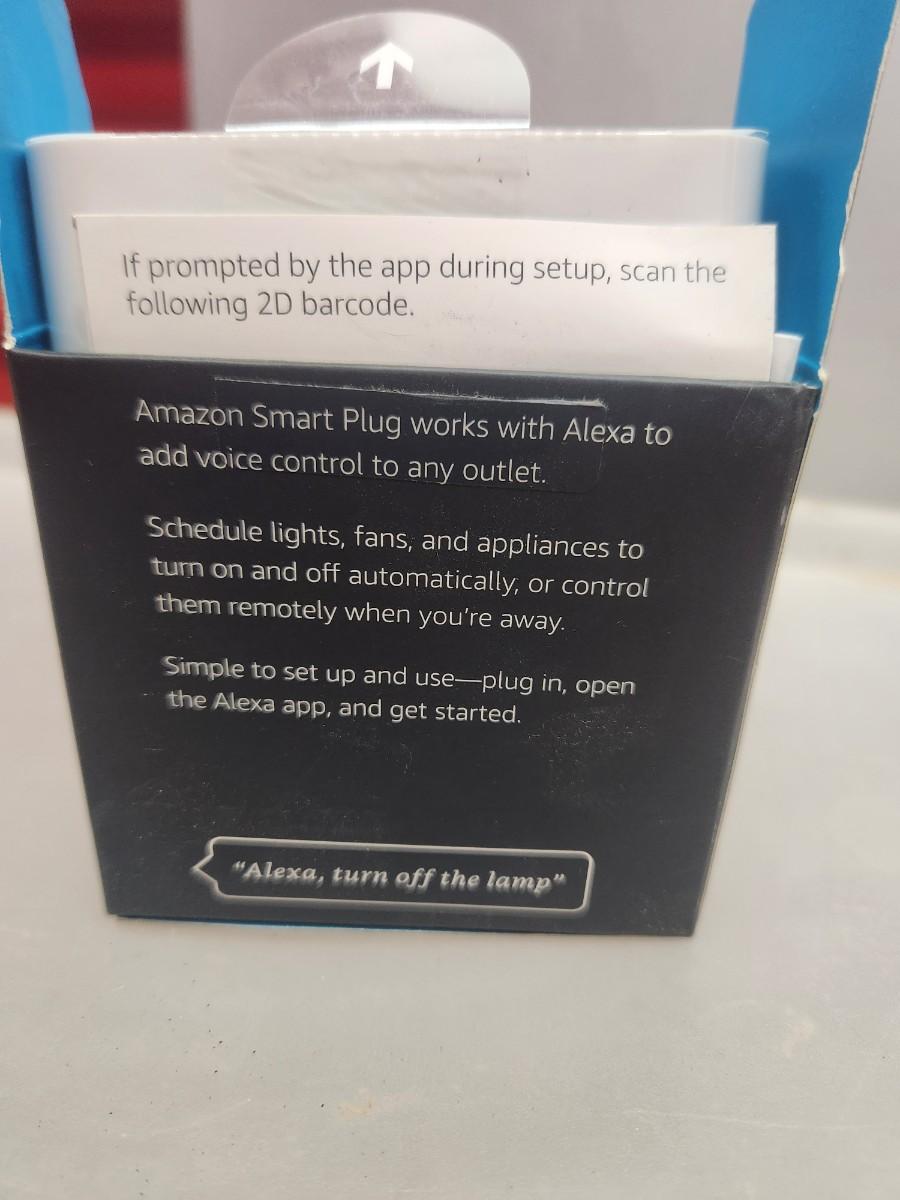 If prompted by the app during setup, scan the
following 2D barcode.
Amazon Smart Plug works with Alexa to
add voice control to any outlet.
Schedule lights, fans, and appliances to
turn on and off automatically, or control
them remotely when you're away.
Simple to set up and use—plug in, open
the Alexa app, and get started.
"Alexa, turn off the lamp"